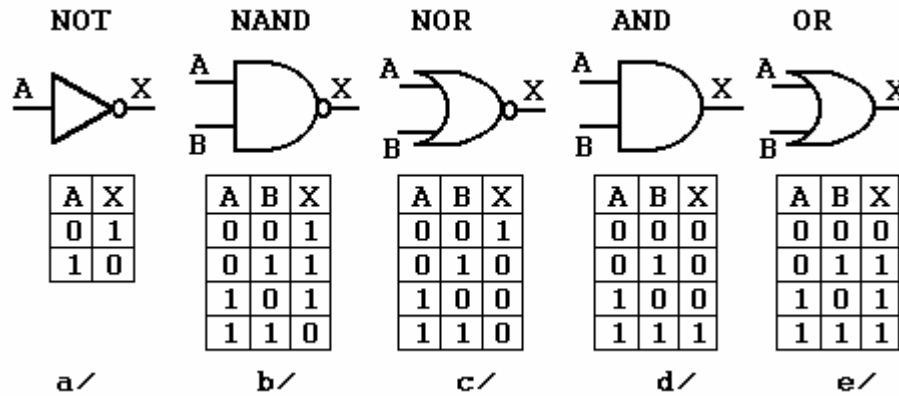 NOT NAND NOR AND OR
A X A B X A B X A B X A B X
A X A B X A B X A B X A B X
0 1 0 0 1 0 0 1 0 0 0 0 0 0
1 0 0 1 1 0 1 0 0 1 0 0 1 1
1 0 1 1 0 0 1 0 0 1 0 1
1 1 0 1 1 0 1 1 1 1 1 1
a/ b/ c/ d/ e/